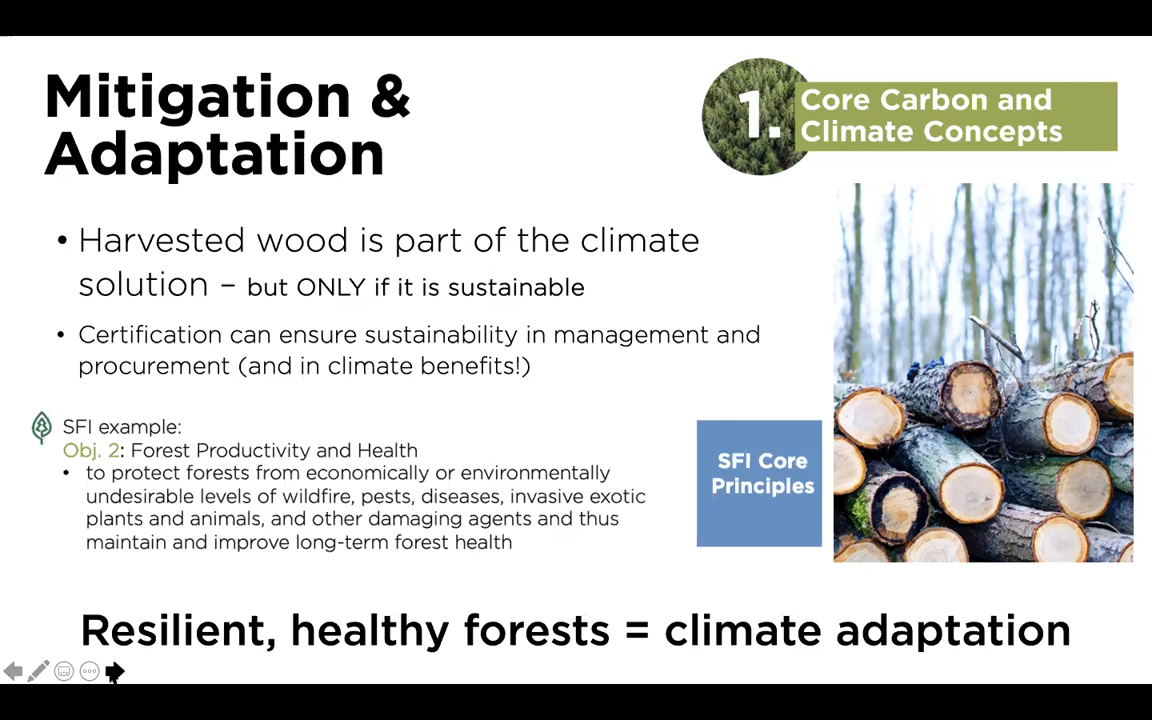 Mitigation &
Adaptation
1.
Core Carbon and
Climate Concepts
• Harvested wood is part of the climate
solution – but ONLY if it is sustainable
• Certification can ensure sustainability in management and
procurement (and in climate benefits!)
SFI example:
Obj. 2: Forest Productivity and Health
• to protect forests from economically or environmentally
undesirable levels of wildfire, pests, diseases, invasive exotic
plants and animals, and other damaging agents and thus
maintain and improve long-term forest health
SFI Core
Principles
Resilient, healthy forests = climate adaptation